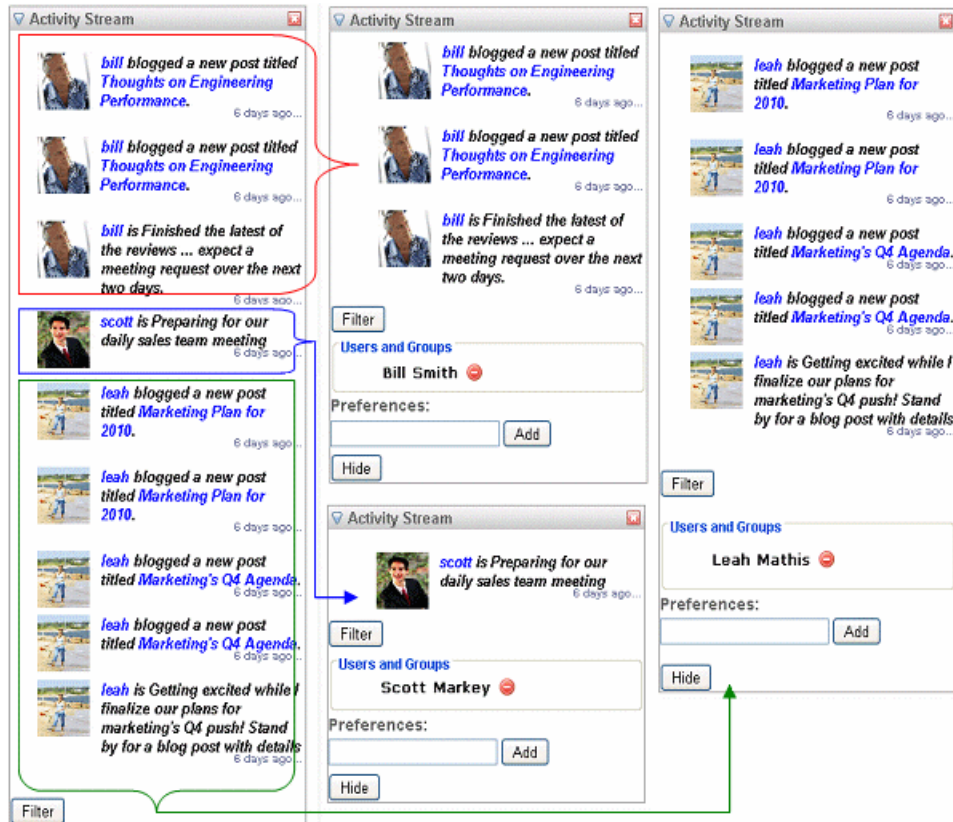 Activity Stream
bill blogged a new post titled
Thoughts on Engineering
Performance.
6 days ago...
bill blogged a new post titled
Thoughts on Engineering
Performance.
6 days ago...
bill is Finished the latest of
the reviews ... expect a
meeting request over the next
two days.
6 days ago...
scott is Preparing for our
daily sales team meeting
6 days ago...
leah blogged a new post
titled Marketing Plan for
2010.
6 days ago...
leah blogged a new post
titled Marketing Plan for
2010.
6 days ago...
leah blogged a new post
titled Marketing's Q4 Agenda.
6 days ago...
leah blogged a new post
titled Marketing's Q4 Agenda.
6 days ago...
leah is Getting excited while I
finalize our plans for
marketing's Q4 push! Stand
by for a blog post with details
6 days ago...
Filter
Activity Stream
bill blogged a new post titled
Thoughts on Engineering
Performance.
6 days ago...
bill blogged a new post titled
Thoughts on Engineering
Performance.
6 days ago...
bill is Finished the latest of
the reviews ... expect a
meeting request over the next
two days.
6 days ago...
Filter
Users and Groups
Bill Smith
Preferences:
Add
Hide
Activity Stream
scott is Preparing for our
daily sales team meeting
6 days ago...
Filter
Users and Groups
Scott Markey
Preferences:
Add
Hide
Activity Stream
leah blogged a new post
titled Marketing Plan for
2010.
6 days ago...
leah blogged a new post
titled Marketing Plan for
2010.
6 days ago...
leah blogged a new post
titled Marketing's Q4 Agenda.
6 days ago...
leah blogged a new post
titled Marketing's Q4 Agenda.
6 days ago...
leah is Getting excited while I
finalize our plans for
marketing's Q4 push! Stand
by for a blog post with details
6 days ago...
Filter
Users and Groups
Leah Mathis
Preferences:
Add
Hide